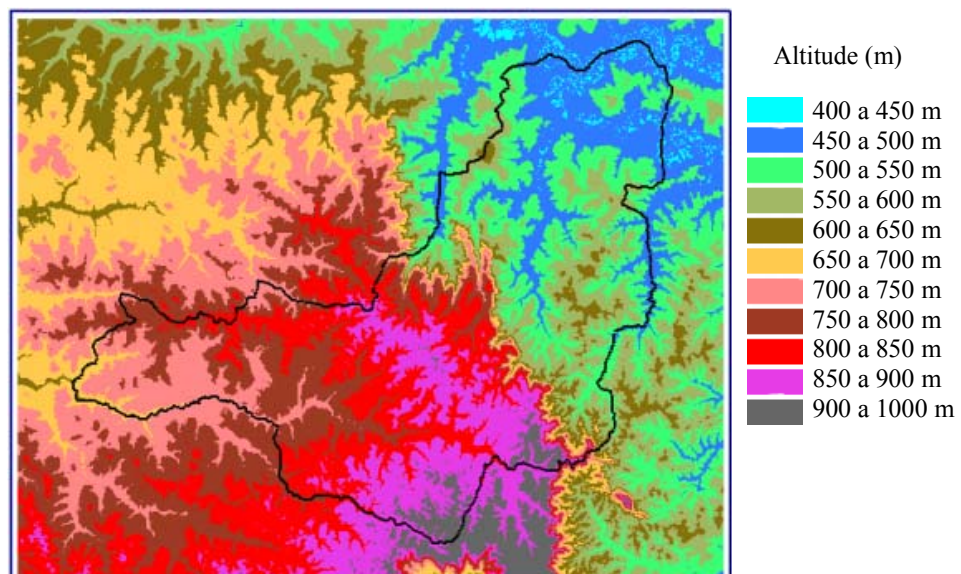 Altitude (m)
400 a 450 m
450 a 500 m
500 a 550 m
550 a 600 m
600 a 650 m
650 a 700 m
700 a 750 m
750 a 800 m
800 a 850 m
850 a 900 m
900 a 1000 m